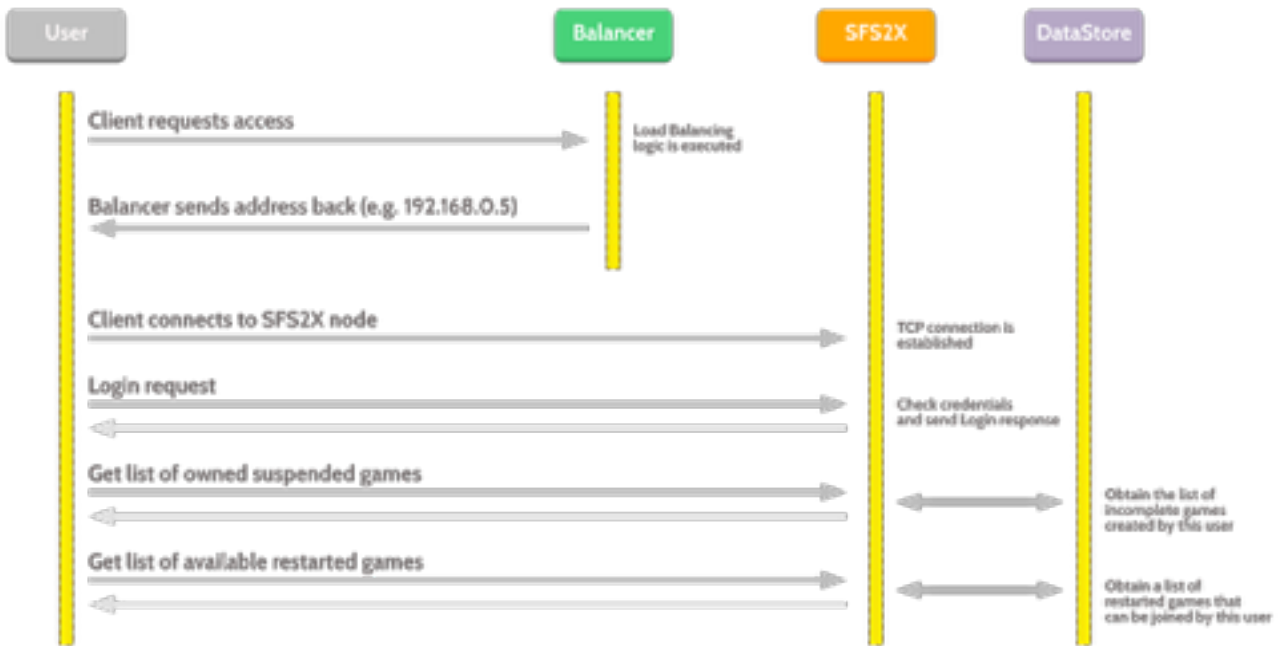 User
Balancer
SFS2X
DataStore
Client requests access
Load Balancing
logic is executed
Balancer sends address back (e.g. 192.168.0.5)
Client connects to SFS2X node
TCP connection is
established
Login request
Check credentials
and send Login response
Get list of owned suspended games
Obtain the list of
incomplete games
created by this user
Get list of available restarted games
Obtain a list of
restarted games that
can be joined by this user